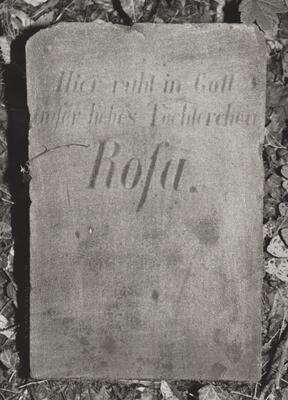 Hier ruht in Gott
unſer liebes Töchterchen
Roſa.